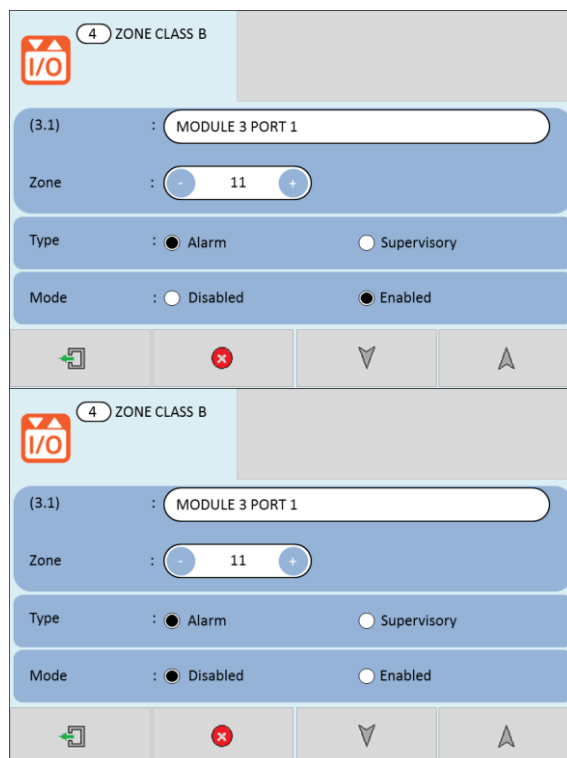 4 ZONE CLASS B
I/O
(3.1) : MODULE 3 PORT 1
Zone : - 11 +
Type : Alarm Supervisory
Mode : Disabled Enabled
4 ZONE CLASS B
I/O
(3.1) : MODULE 3 PORT 1
Zone : - 11 +
Type : Alarm Supervisory
Mode : Disabled Enabled